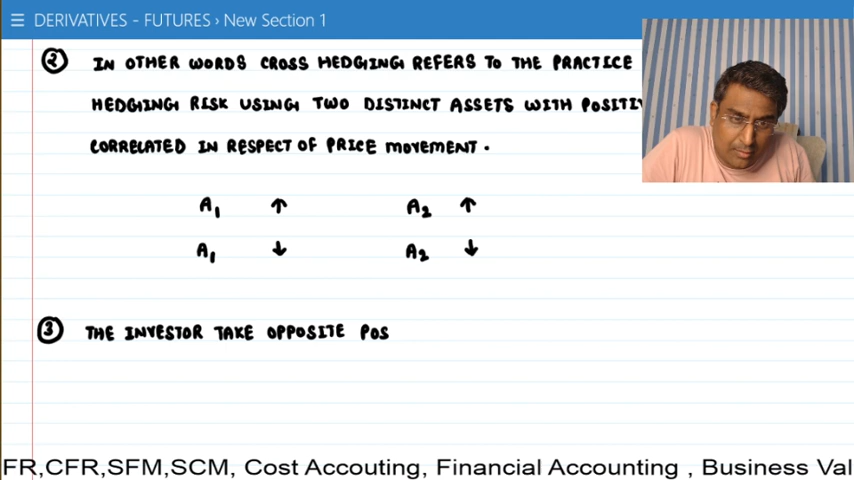 DERIVATIVES - FUTURES › New Section 1
② IN OTHER WORDS CROSS HEDGING REFERS TO THE PRACTICE
HEDGING RISK USING TWO DISTINCT ASSETS WITH
CORRELATED IN RESPECT OF PRICE MOVEMENT.
A₁ ↑ A₂ ↑
A₁ ↓ A₂ ↓
③ THE INVESTOR TAKE OPPOSITE POS
FR,CFR,SFM,SCM, Cost Accouting, Financial Accounting , Business Val